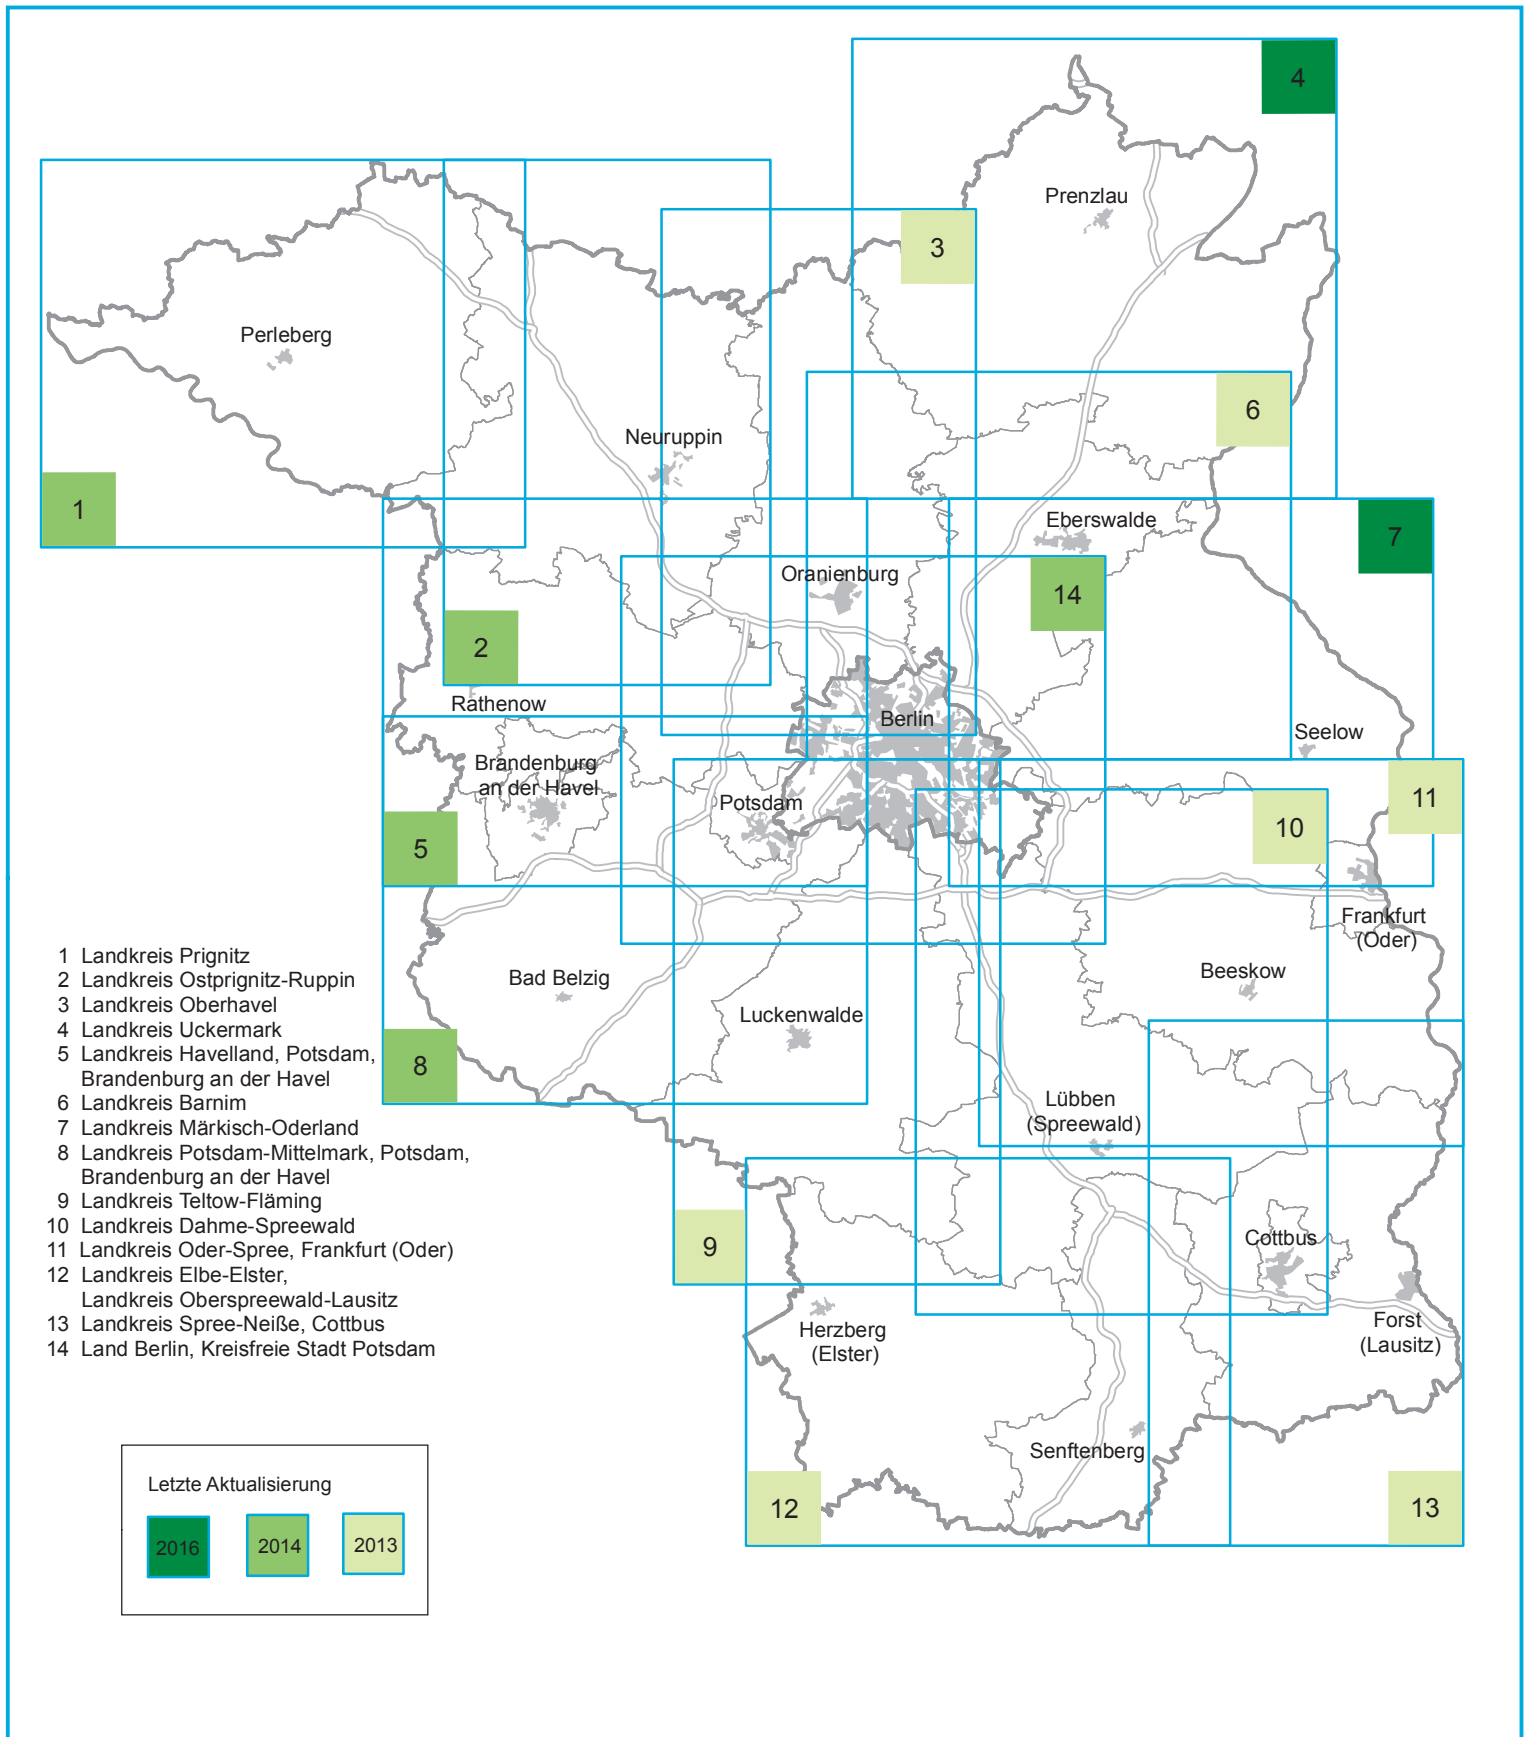 4
Prenzlau
3
Perleberg
6
Neuruppin
1
Eberswalde
7
Oranienburg
14
2
Rathenow
Berlin
Seelow
Brandenburg
an der Havel
Potsdam
11
10
5
Frankfurt
(Oder)
Bad Belzig
Beeskow
Luckenwalde
8
Lübben
(Spreewald)
9
Cottbus
Herzberg
(Elster)
Forst
(Lausitz)
Senftenberg
12
13
1 Landkreis Prignitz
2 Landkreis Ostprignitz-Ruppin
3 Landkreis Oberhavel
4 Landkreis Uckermark
5 Landkreis Havelland, Potsdam,
Brandenburg an der Havel
6 Landkreis Barnim
7 Landkreis Märkisch-Oderland
8 Landkreis Potsdam-Mittelmark, Potsdam,
Brandenburg an der Havel
9 Landkreis Teltow-Fläming
10 Landkreis Dahme-Spreewald
11 Landkreis Oder-Spree, Frankfurt (Oder)
12 Landkreis Elbe-Elster,
Landkreis Oberspreewald-Lausitz
13 Landkreis Spree-Neiße, Cottbus
14 Land Berlin, Kreisfreie Stadt Potsdam
Letzte Aktualisierung
2016 2014 2013